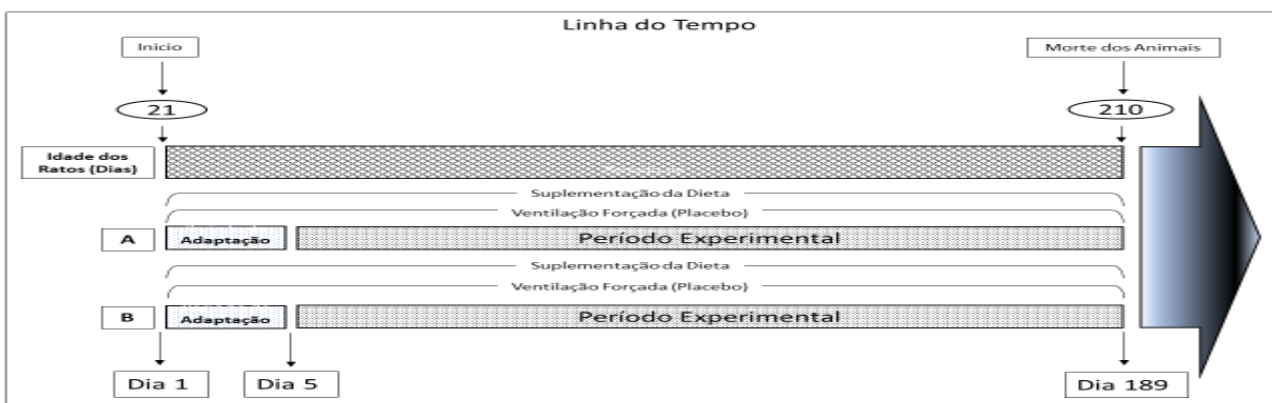 Linha do Tempo
Inicio
Morte dos Animais
21
210
Idade dos
Ratos (Dias)
Suplementação da Dieta
Ventilação Forçada (Placebo)
A
Adaptação
Período Experimental
Suplementação da Dieta
Ventilação Forçada (Placebo)
B
Adaptação
Período Experimental
Dia 1
Dia 5
Dia 189